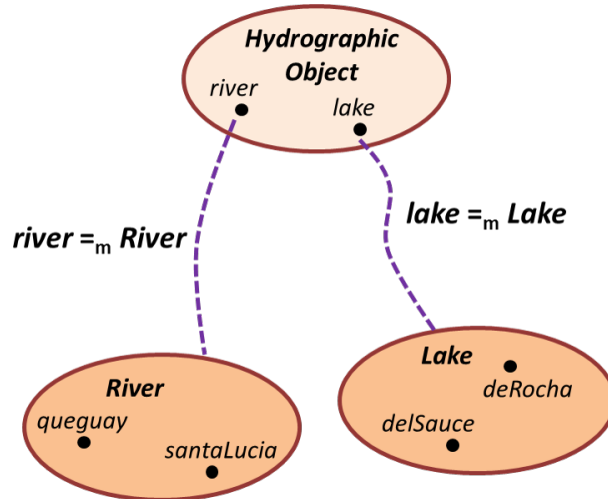 Hydrographic
Object
river
lake
river =m River
lake =m Lake
River
queguay
santaLucia
Lake
deRocha
delSauce